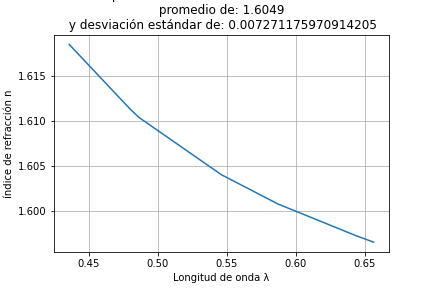 promedio de: 1.6049
y desviación estándar de: 0.007271175970914205
1.615
1.610
1.605
1.600
índice de refracción n
0.45 0.50 0.55 0.60 0.65
Longitud de onda λ